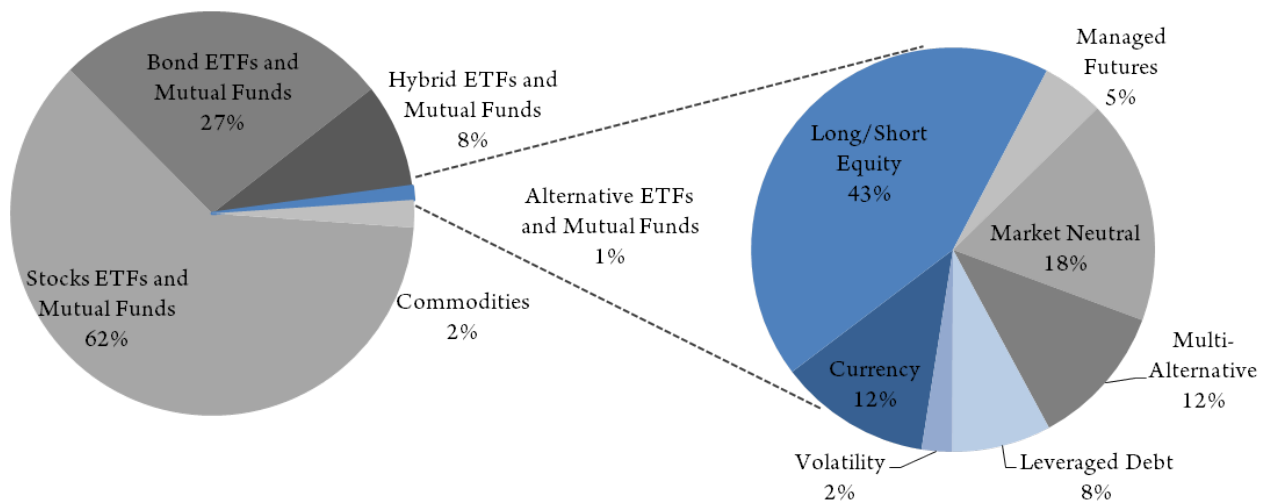 Bond ETFs and
Mutual Funds
27%
Hybrid ETFs and
Mutual Funds
8%
Alternative ETFs
and Mutual Funds
1%
Commodities
2%
Stocks ETFs and
Mutual Funds
62%
Managed
Futures
5%
Long/Short
Equity
43%
Market Neutral
18%
Multi-
Alternative
12%
Leveraged Debt
8%
Volatility
2%
Currency
12%